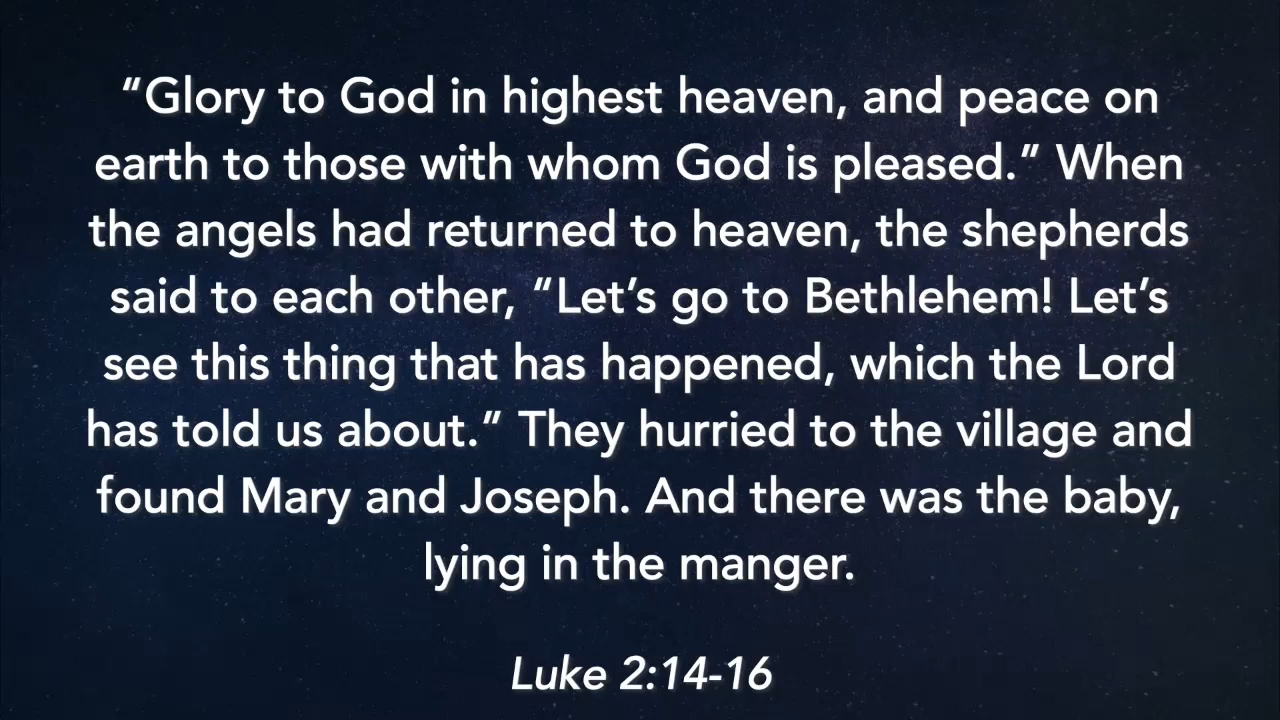 “Glory to God in highest heaven, and peace on
earth to those with whom God is pleased.” When
the angels had returned to heaven, the shepherds
said to each other, “Let’s go to Bethlehem! Let’s
see this thing that has happened, which the Lord
has told us about.” They hurried to the village and
found Mary and Joseph. And there was the baby,
lying in the manger.
Luke 2:14-16